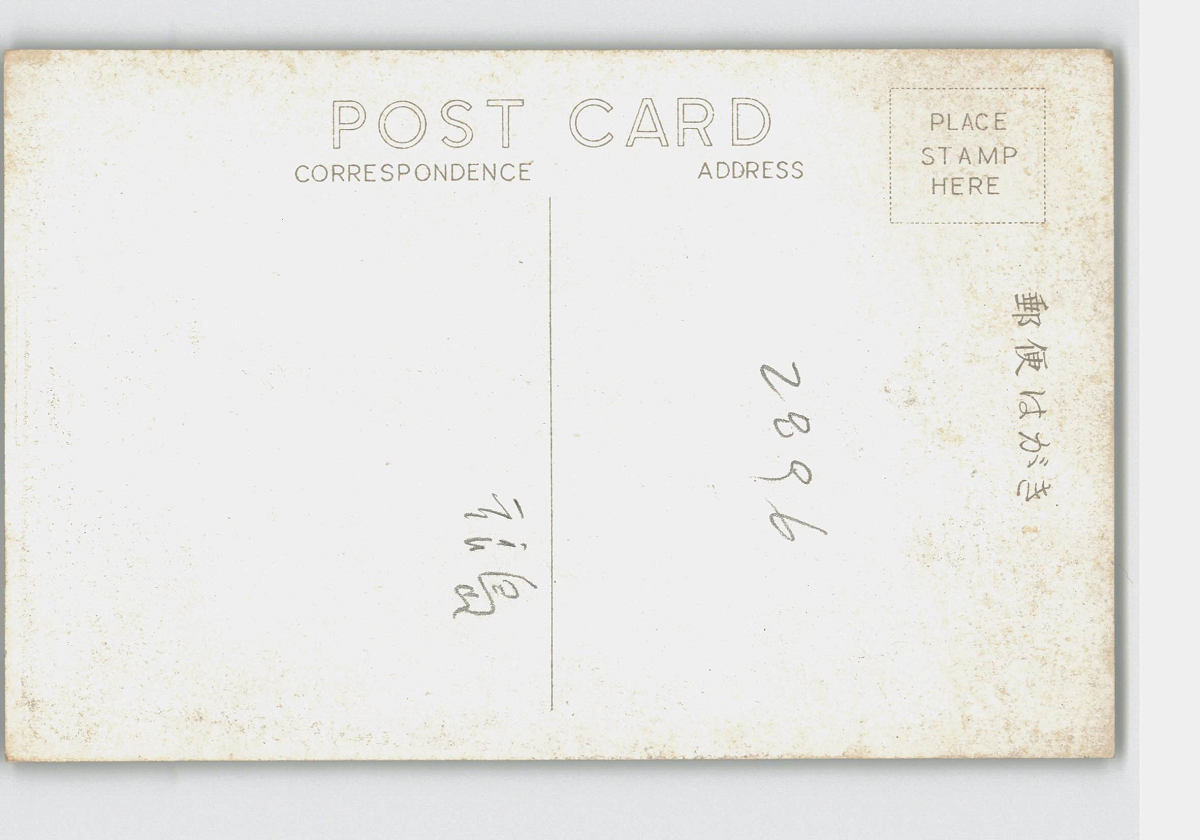 POST CARD
CORRESPONDENCE
ADDRESS
PLACE
STAMP
HERE
郵便はがき
2896